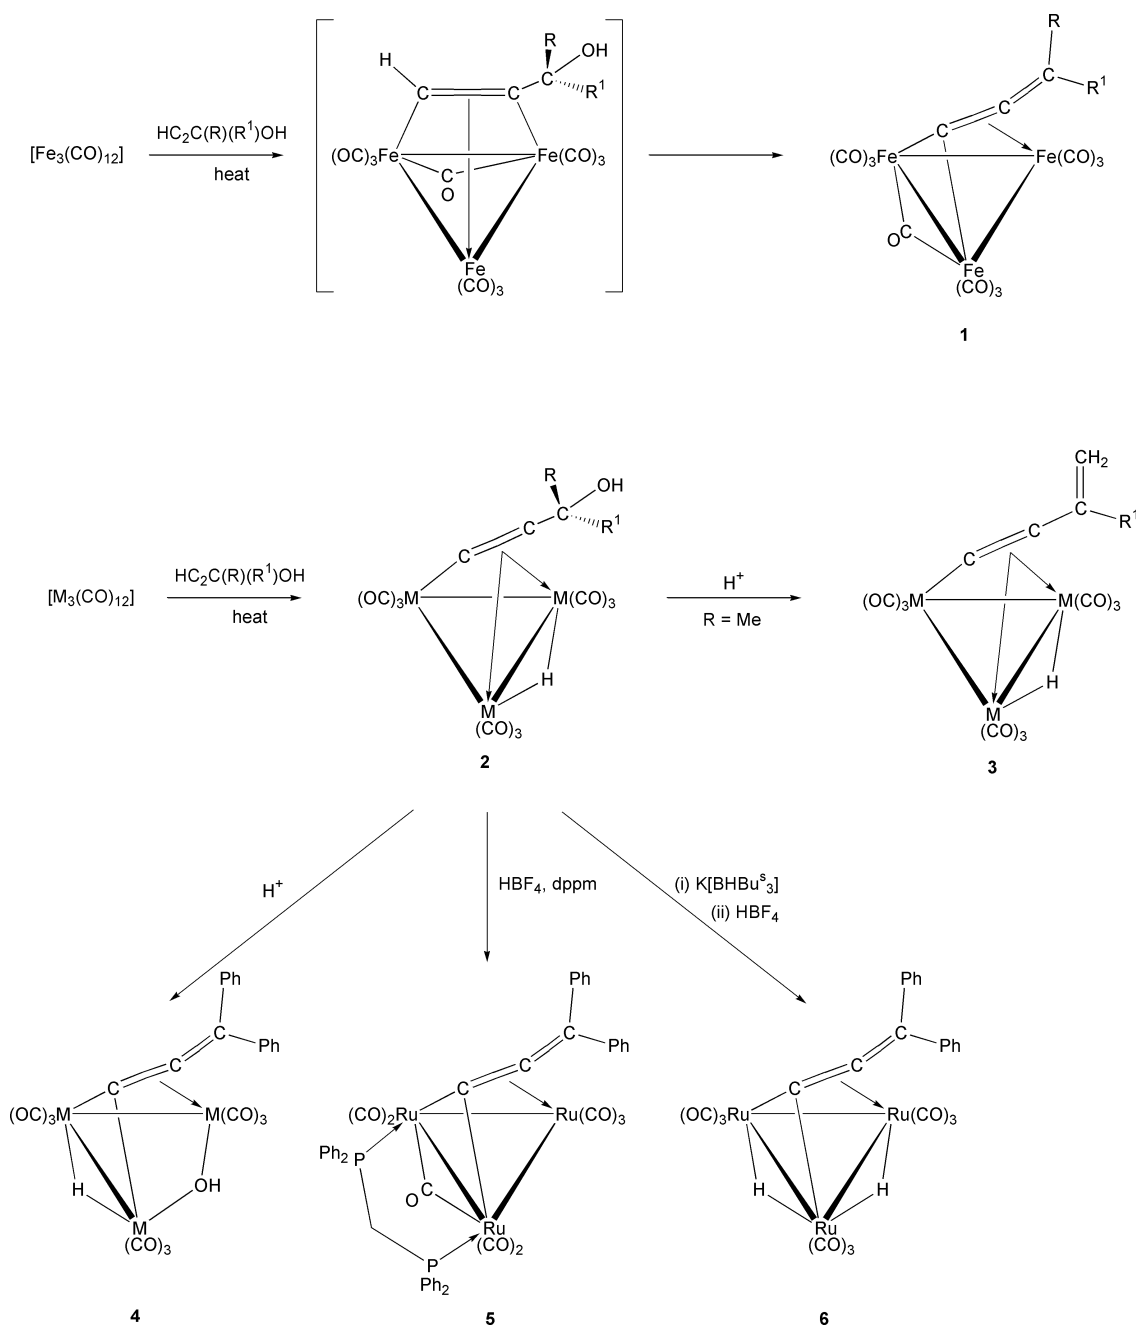 [Fe3(CO)12]
HC2C(R)(R1)OH
heat
H
R
OH
C
R1
C
C
(OC)3Fe
Fe(CO)3
C
O
Fe
(CO)3
R
C
R1
C
C
(CO)3Fe
Fe(CO)3
C
O
Fe
(CO)3
1
[M3(CO)12]
HC2C(R)(R1)OH
heat
R
OH
C
R1
C
C
(OC)3M
M(CO)3
H
M
(CO)3
2
H+
R = Me
CH2
C
R1
C
C
(OC)3M
M(CO)3
H
M
(CO)3
3
H+
HBF4, dppm
(i) K[BHBus3]
(ii) HBF4
Ph
C
Ph
C
C
(OC)3M
M(CO)3
H
OH
M
(CO)3
4
Ph
C
Ph
C
C
(CO)2Ru
Ru(CO)3
Ph2
P
C
O
Ru
(CO)2
P
Ph2
5
Ph
C
Ph
C
C
(OC)3Ru
Ru(CO)3
H
H
Ru
(CO)3
6